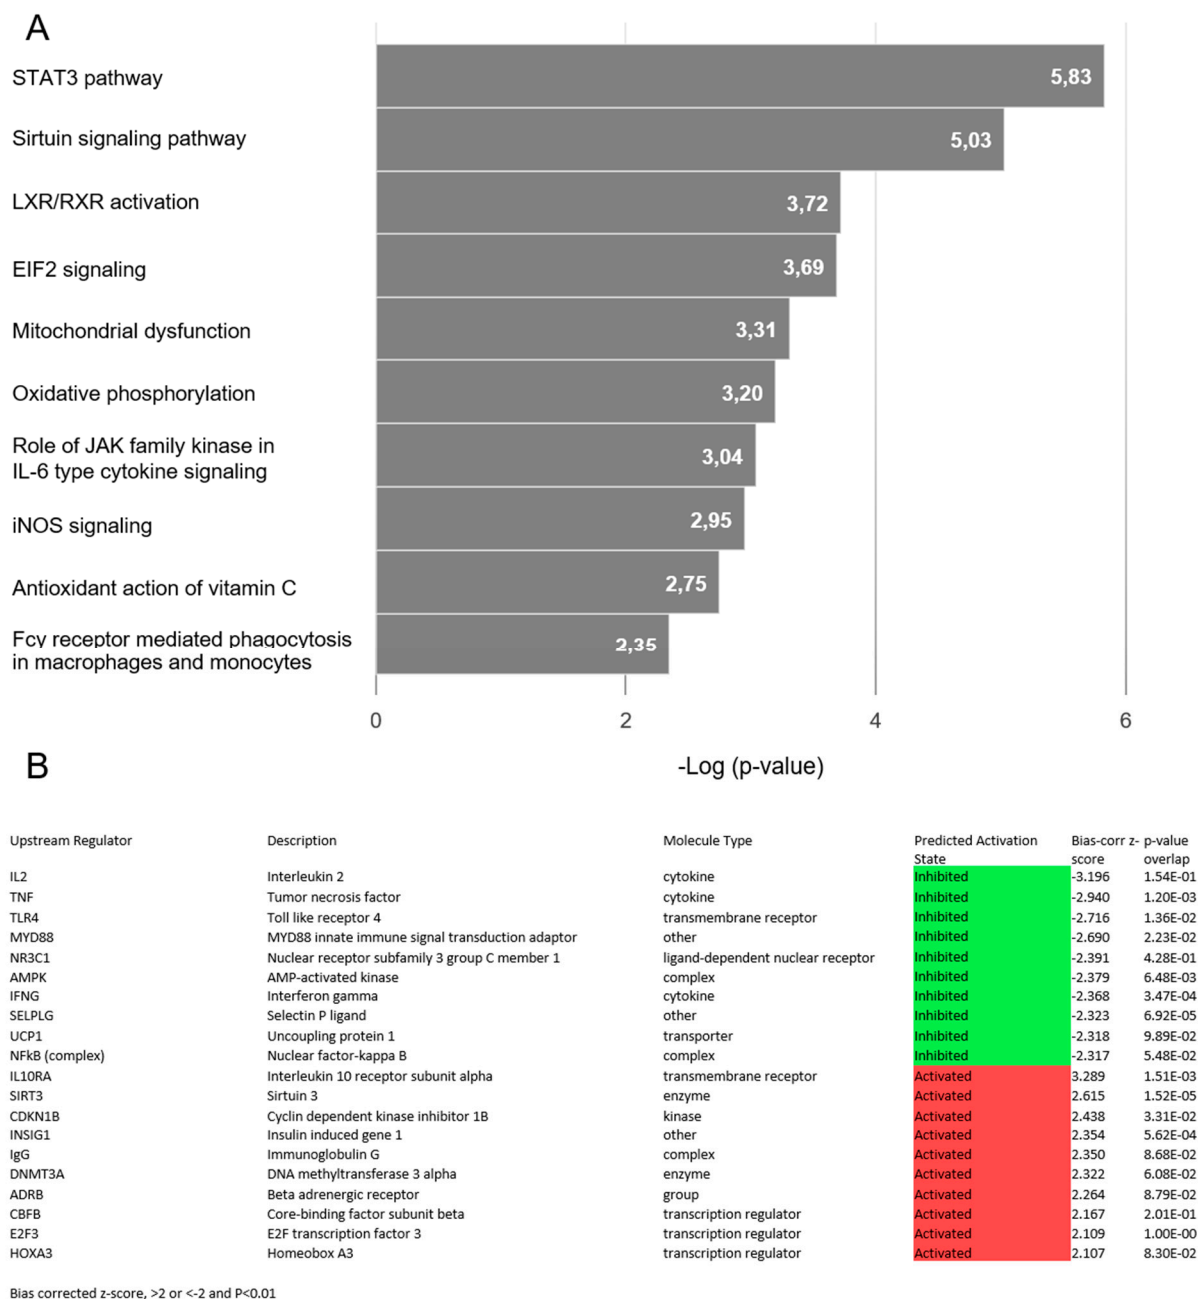 A
STAT3 pathway 5,83
Sirtuin signaling pathway 5,03
LXR/RXR activation 3,72
EIF2 signaling 3,69
Mitochondrial dysfunction 3,31
Oxidative phosphorylation 3,20
Role of JAK family kinase in
IL-6 type cytokine signaling 3,04
iNOS signaling 2,95
Antioxidant action of vitamin C 2,75
Fcγ receptor mediated phagocytosis
in macrophages and monocytes 2,35
0 2 4 6
-Log (p-value)
B
Upstream Regulator Description Molecule Type Predicted Activation Bias-corr z- p-value
State score overlap
IL2 Interleukin 2 cytokine Inhibited -3.196 1.54E-01
TNF Tumor necrosis factor cytokine Inhibited -2.940 1.20E-03
TLR4 Toll like receptor 4 transmembrane receptor Inhibited -2.716 1.36E-02
MYD88 MYD88 innate immune signal transduction adaptor other Inhibited -2.690 2.23E-02
NR3C1 Nuclear receptor subfamily 3 group C member 1 ligand-dependent nuclear receptor Inhibited -2.391 4.28E-01
AMPK AMP-activated kinase complex Inhibited -2.379 6.48E-03
IFNG Interferon gamma cytokine Inhibited -2.368 3.47E-04
SELPLG Selectin P ligand other Inhibited -2.323 6.92E-05
UCP1 Uncoupling protein 1 transporter Inhibited -2.318 9.89E-02
NFkB (complex) Nuclear factor-kappa B complex Inhibited -2.317 5.48E-02
IL10RA Interleukin 10 receptor subunit alpha transmembrane receptor Activated 3.289 1.51E-03
SIRT3 Sirtuin 3 enzyme Activated 2.615 1.52E-05
CDKN1B Cyclin dependent kinase inhibitor 1B kinase Activated 2.438 3.31E-02
INSIG1 Insulin induced gene 1 other Activated 2.354 5.62E-04
IgG Immunoglobulin G complex Activated 2.350 8.68E-02
DNMT3A DNA methyltransferase 3 alpha enzyme Activated 2.322 6.08E-02
ADRB Beta adrenergic receptor group Activated 2.264 8.79E-02
CBFB Core-binding factor subunit beta transcription regulator Activated 2.167 2.01E-01
E2F3 E2F transcription factor 3 transcription regulator Activated 2.109 1.00E-00
HOXA3 Homeobox A3 transcription regulator Activated 2.107 8.30E-02
Bias corrected z-score, >2 or <-2 and P<0.01